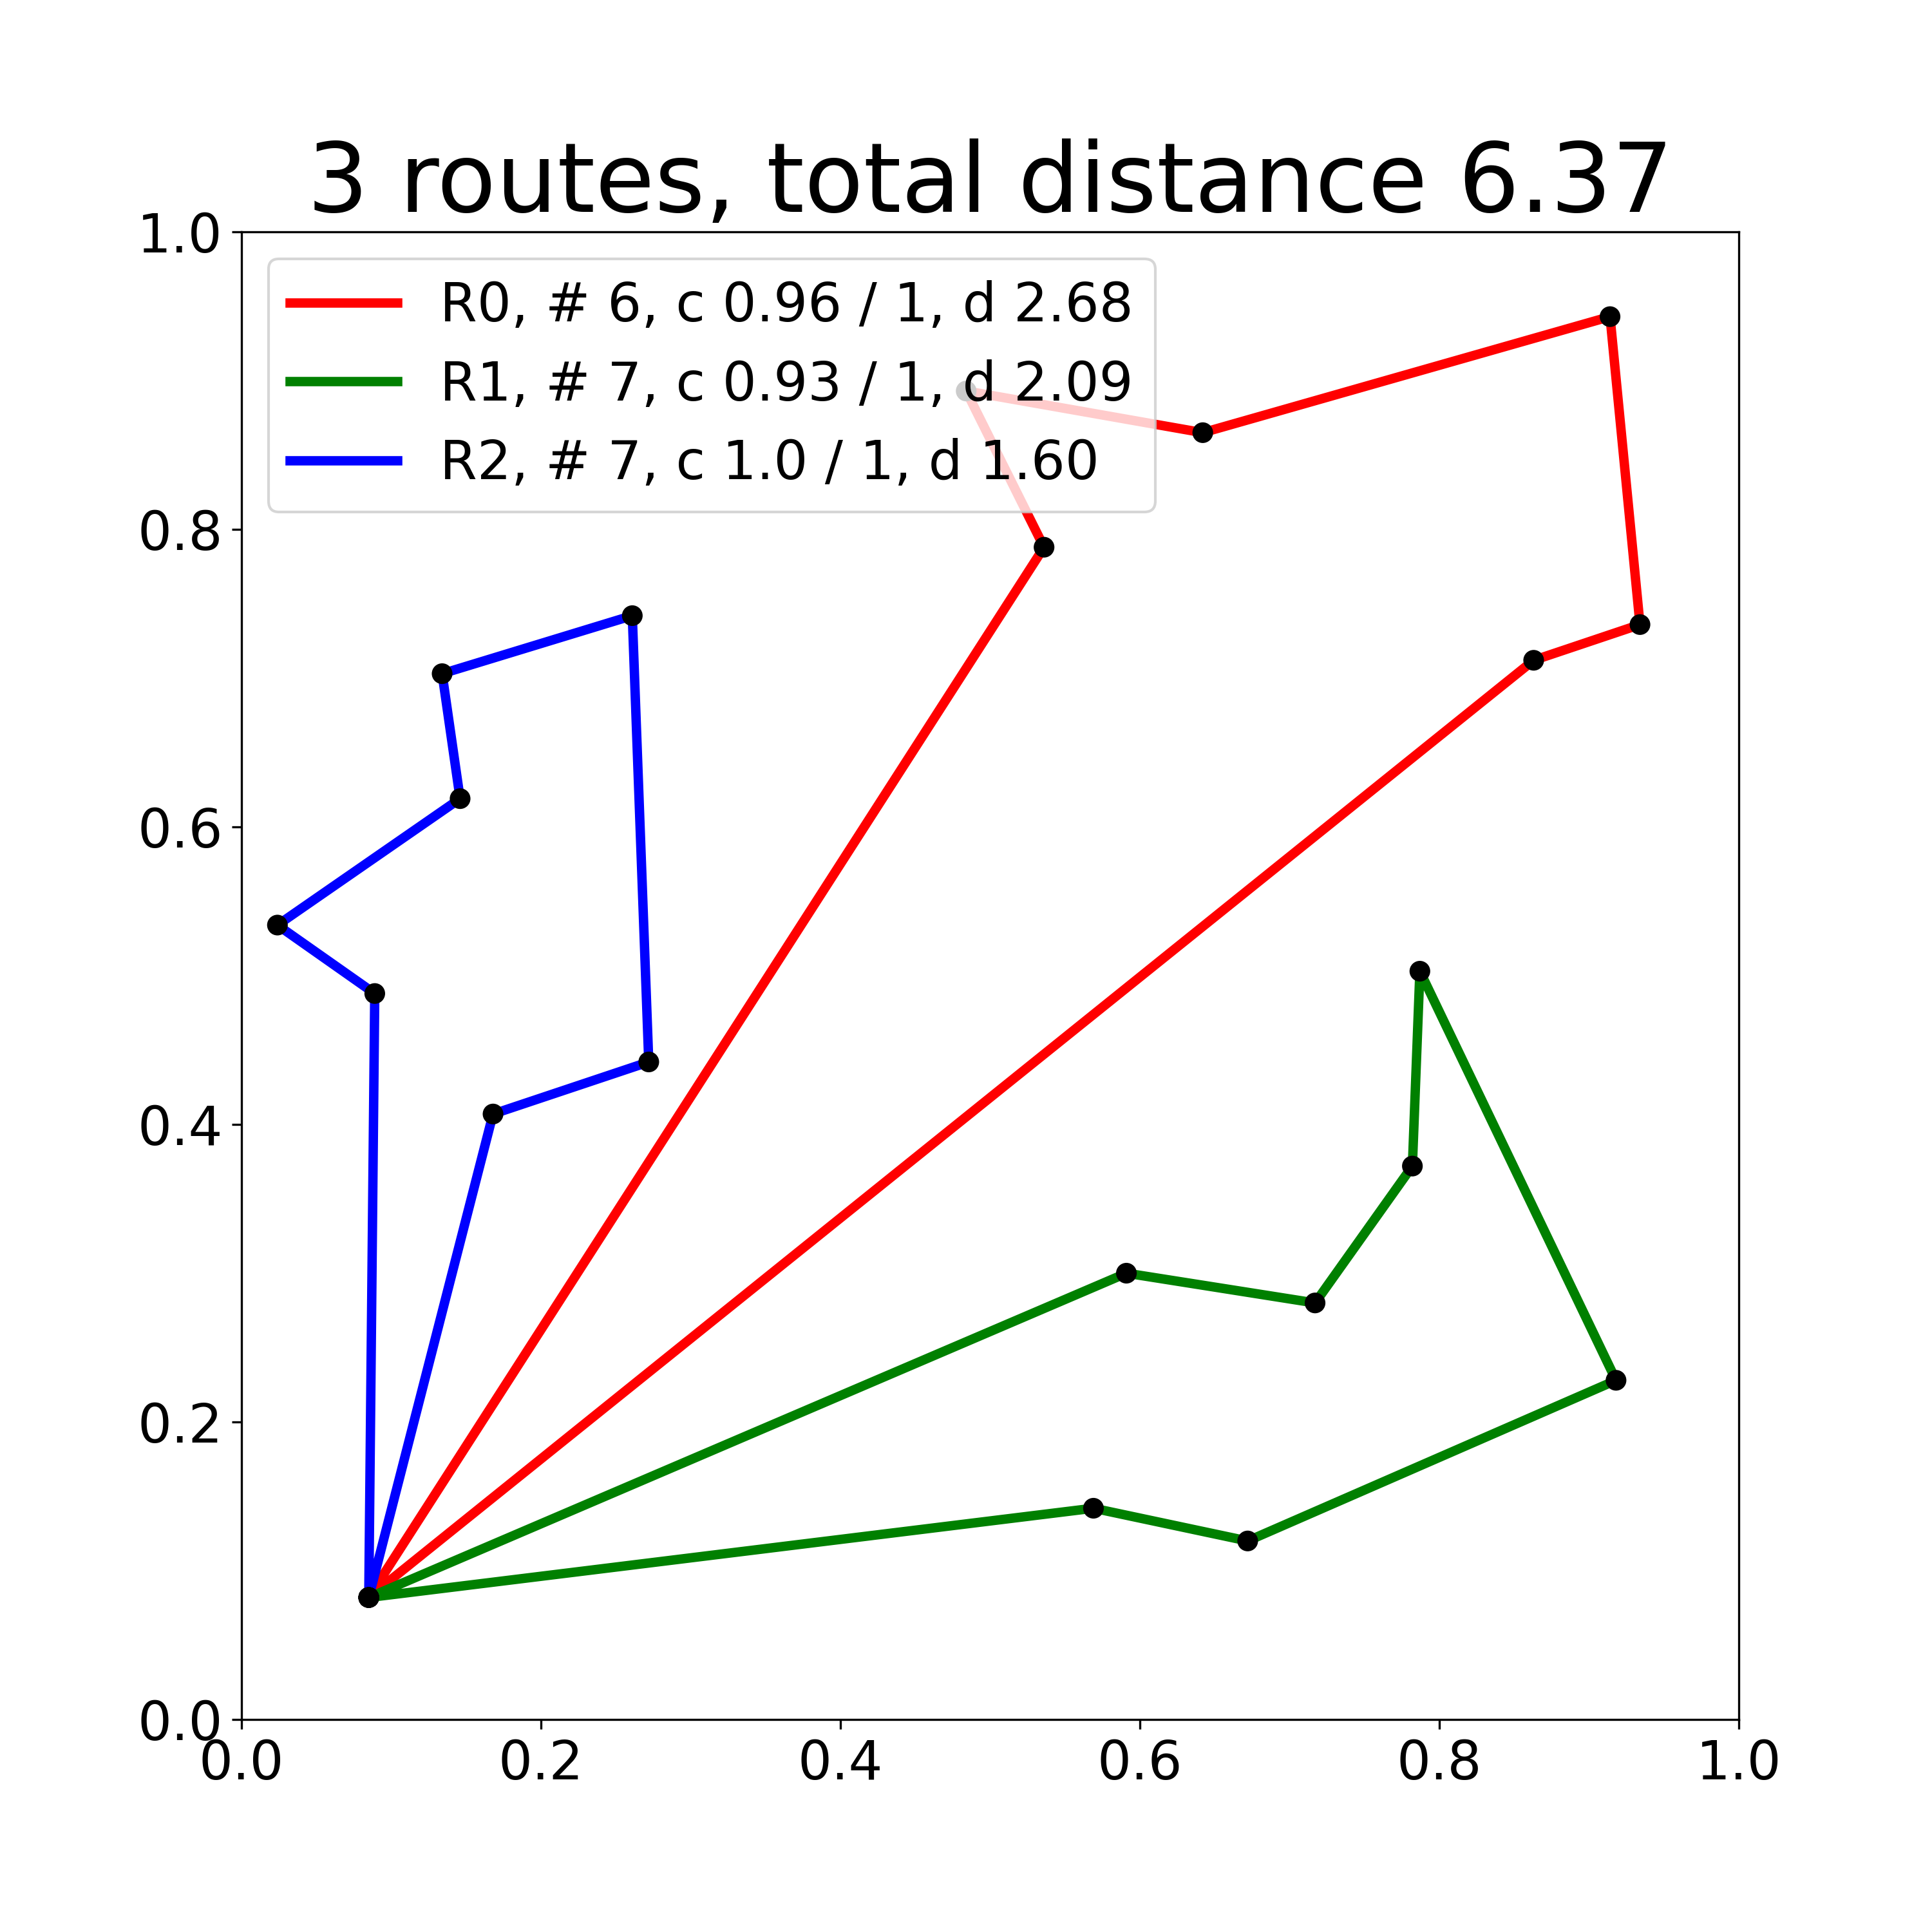 3 routes, total distance 6.37
R0, # 6, c 0.96 / 1, d 2.68
R1, # 7, c 0.93 / 1, d 2.09
R2, # 7, c 1.0 / 1, d 1.60
1.0
0.8
0.6
0.4
0.2
0.0
0.0 0.2 0.4 0.6 0.8 1.0